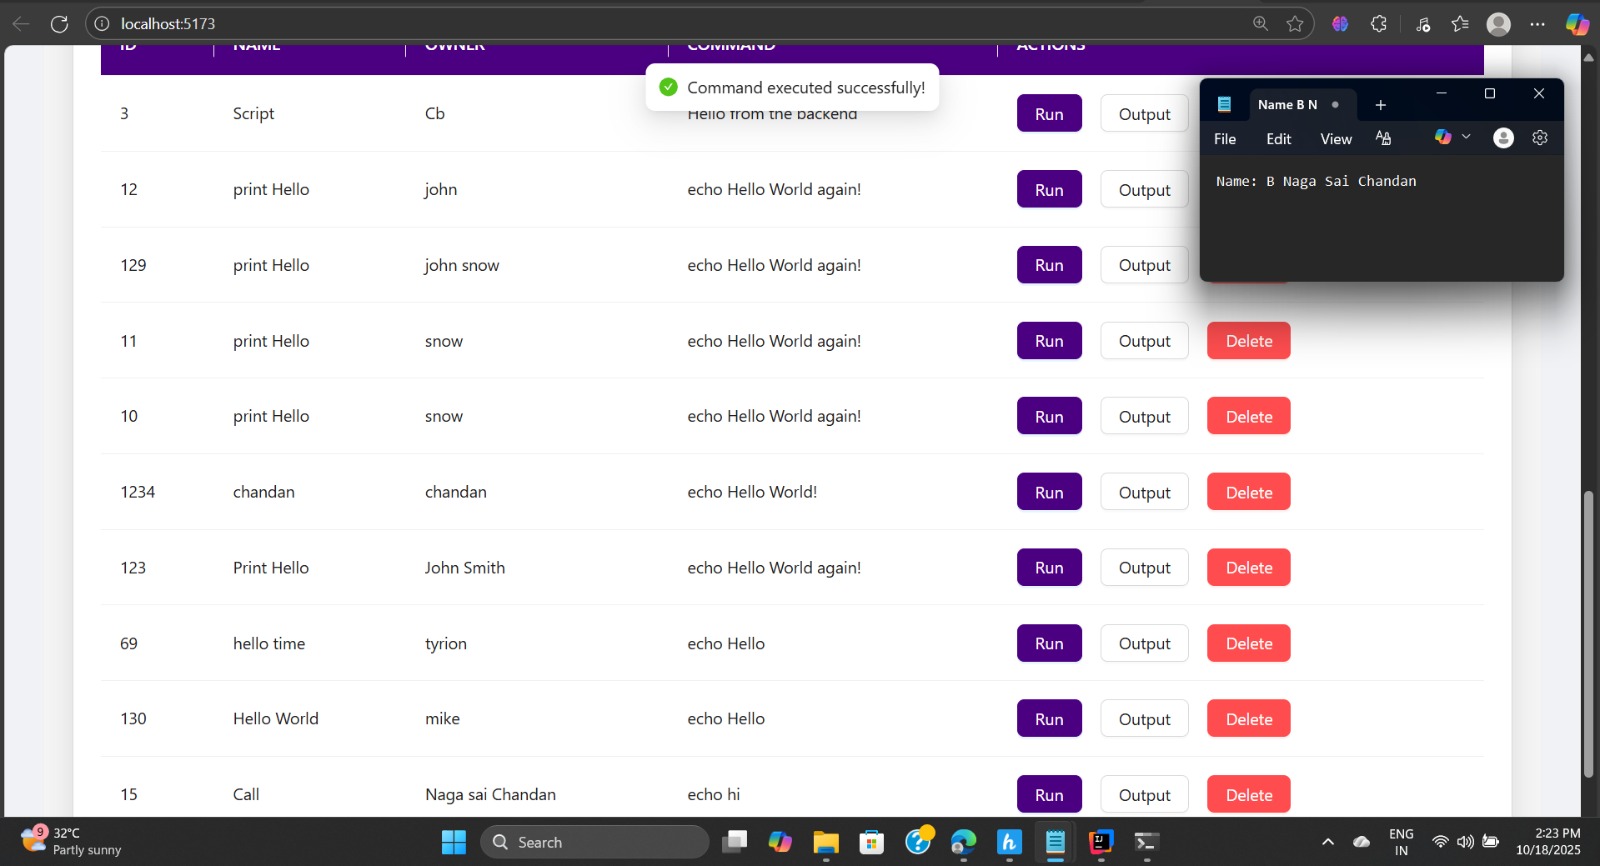 localhost:5173
ID NAME OWNER COMMAND ACTIONS
Command executed successfully!
3 Script Cb Hello from the backend Run Output
12 print Hello john echo Hello World again! Run Output
129 print Hello john snow echo Hello World again! Run Output
11 print Hello snow echo Hello World again! Run Output Delete
10 print Hello snow echo Hello World again! Run Output Delete
1234 chandan chandan echo Hello World! Run Output Delete
123 Print Hello John Smith echo Hello World again! Run Output Delete
69 hello time tyrion echo Hello Run Output Delete
130 Hello World mike echo Hello Run Output Delete
15 Call Naga sai Chandan echo hi Run Output Delete
Name B N
File Edit View
Name: B Naga Sai Chandan
9
32°C
Partly sunny
Search
ENG
IN
2:23 PM
10/18/2025